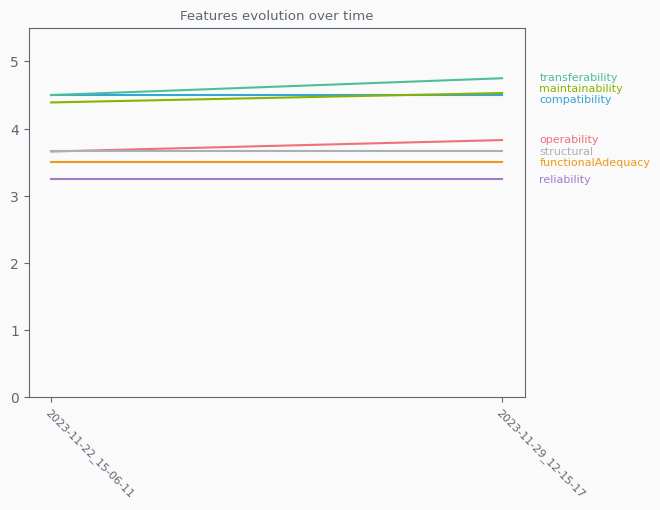 Features evolution over time
5
4
3
2
1
0
transferability
maintainability
compatibility
operability
structural
functionalAdequacy
reliability
2023-11-22_15-06-11
2023-11-29_12-15-17